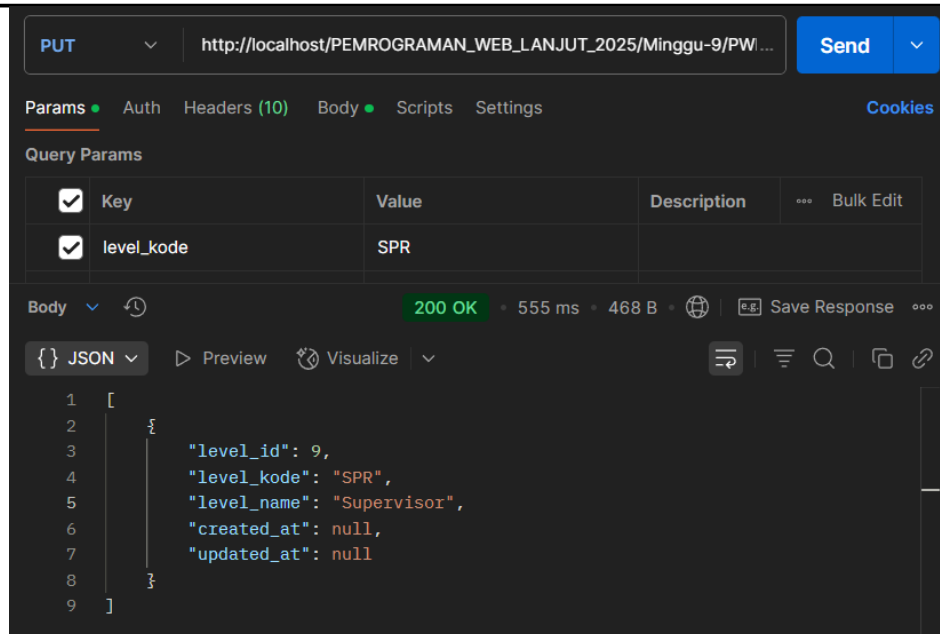 PUT http://localhost/PEMROGRAMAN_WEB_LANJUT_2025/Minggu-9/PWI... Send
Params Auth Headers (10) Body Scripts Settings Cookies
Query Params
Key Value Description Bulk Edit
level_kode SPR
Body 200 OK 555 ms 468 B e.g. Save Response
{} JSON Preview Visualize
1 [
2 {
3 "level_id": 9,
4 "level_kode": "SPR",
5 "level_name": "Supervisor",
6 "created_at": null,
7 "updated_at": null
8 }
9 ]